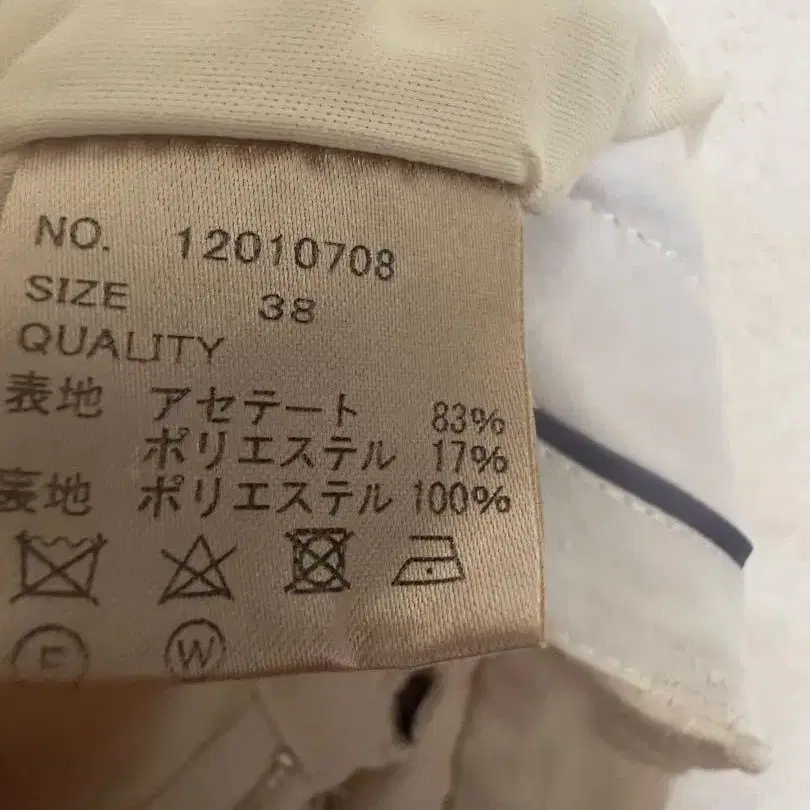 NO. 12010708
SIZE 38
QUALITY
表地 アセテート 83%
ポリエステル 17%
裏地 ポリエステル 100%
F W